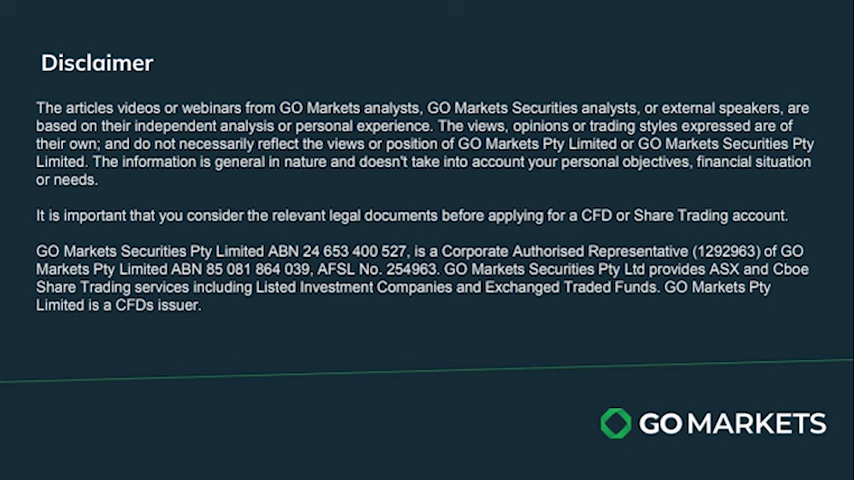 Disclaimer
The articles videos or webinars from GO Markets analysts, GO Markets Securities analysts, or external speakers, are
based on their independent analysis or personal experience. The views, opinions or trading styles expressed are of
their own; and do not necessarily reflect the views or position of GO Markets Pty Limited or GO Markets Securities Pty
Limited. The information is general in nature and doesn't take into account your personal objectives, financial situation
or needs.
It is important that you consider the relevant legal documents before applying for a CFD or Share Trading account.
GO Markets Securities Pty Limited ABN 24 653 400 527, is a Corporate Authorised Representative (1292963) of GO
Markets Pty Limited ABN 85 081 864 039, AFSL No. 254963. GO Markets Securities Pty Ltd provides ASX and Cboe
Share Trading services including Listed Investment Companies and Exchanged Traded Funds. GO Markets Pty
Limited is a CFDs issuer.
GO MARKETS